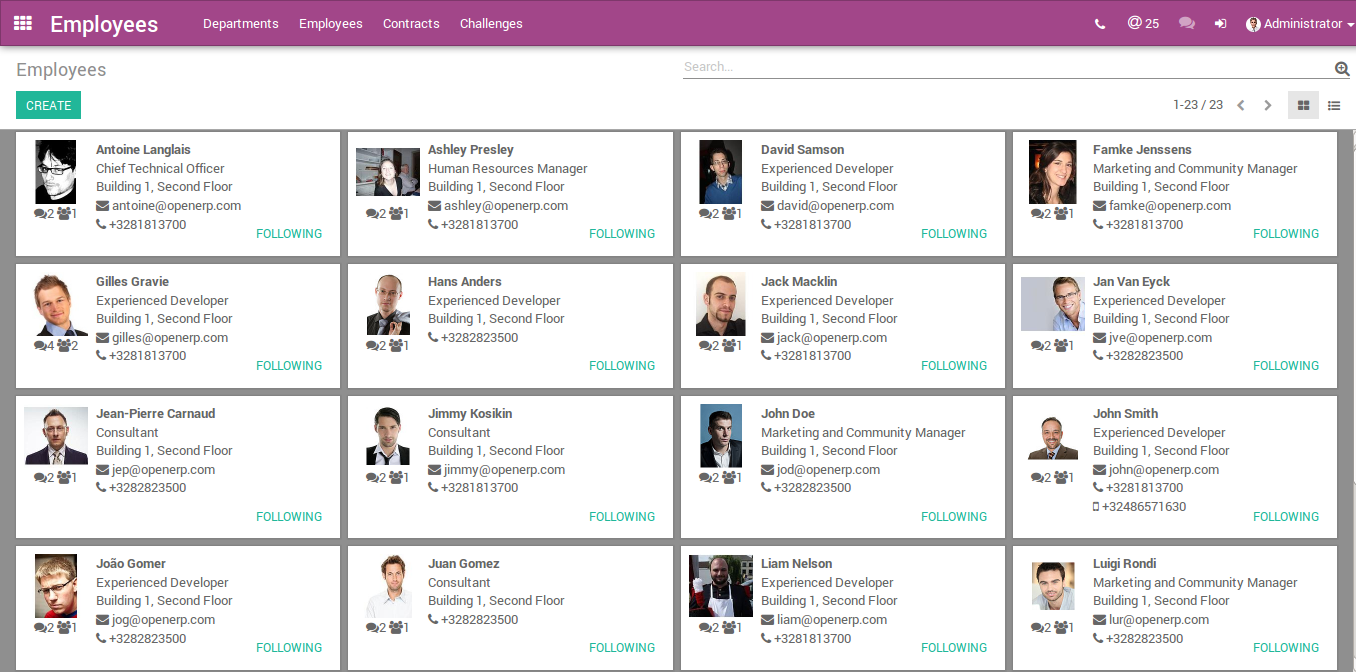 Employees Departments Employees Contracts Challenges 25 Administrator
Employees Search...
CREATE 1-23 / 23
Antoine Langlais
Chief Technical Officer
Building 1, Second Floor
antoine@openerp.com
2 1 +3281813700
FOLLOWING
Ashley Presley
Human Resources Manager
Building 1, Second Floor
ashley@openerp.com
2 1 +3281813700
FOLLOWING
David Samson
Experienced Developer
Building 1, Second Floor
david@openerp.com
2 1 +3281813700
FOLLOWING
Famke Jenssens
Marketing and Community Manager
Building 1, Second Floor
famke@openerp.com
2 1 +3281813700
FOLLOWING
Gilles Gravie
Experienced Developer
Building 1, Second Floor
gilles@openerp.com
4 2 +3281813700
FOLLOWING
Hans Anders
Experienced Developer
Building 1, Second Floor
+3282823500
2 1
FOLLOWING
Jack Macklin
Experienced Developer
Building 1, Second Floor
jack@openerp.com
2 1 +3281813700
FOLLOWING
Jan Van Eyck
Experienced Developer
Building 1, Second Floor
jve@openerp.com
2 1 +3282823500
FOLLOWING
Jean-Pierre Carnaud
Consultant
Building 1, Second Floor
jep@openerp.com
2 1 +3282823500
FOLLOWING
Jimmy Kosikin
Consultant
Building 1, Second Floor
jimmy@openerp.com
2 1 +3281813700
FOLLOWING
John Doe
Marketing and Community Manager
Building 1, Second Floor
jod@openerp.com
2 1 +3282823500
FOLLOWING
John Smith
Experienced Developer
Building 1, Second Floor
john@openerp.com
2 1 +3281813700
+32486571630
FOLLOWING
João Gomer
Experienced Developer
Building 1, Second Floor
jog@openerp.com
2 1 +3282823500
FOLLOWING
Juan Gomez
Consultant
Building 1, Second Floor
+3282823500
2 1
FOLLOWING
Liam Nelson
Experienced Developer
Building 1, Second Floor
liam@openerp.com
2 1 +3281813700
FOLLOWING
Luigi Rondi
Marketing and Community Manager
Building 1, Second Floor
lur@openerp.com
2 1 +3282823500
FOLLOWING